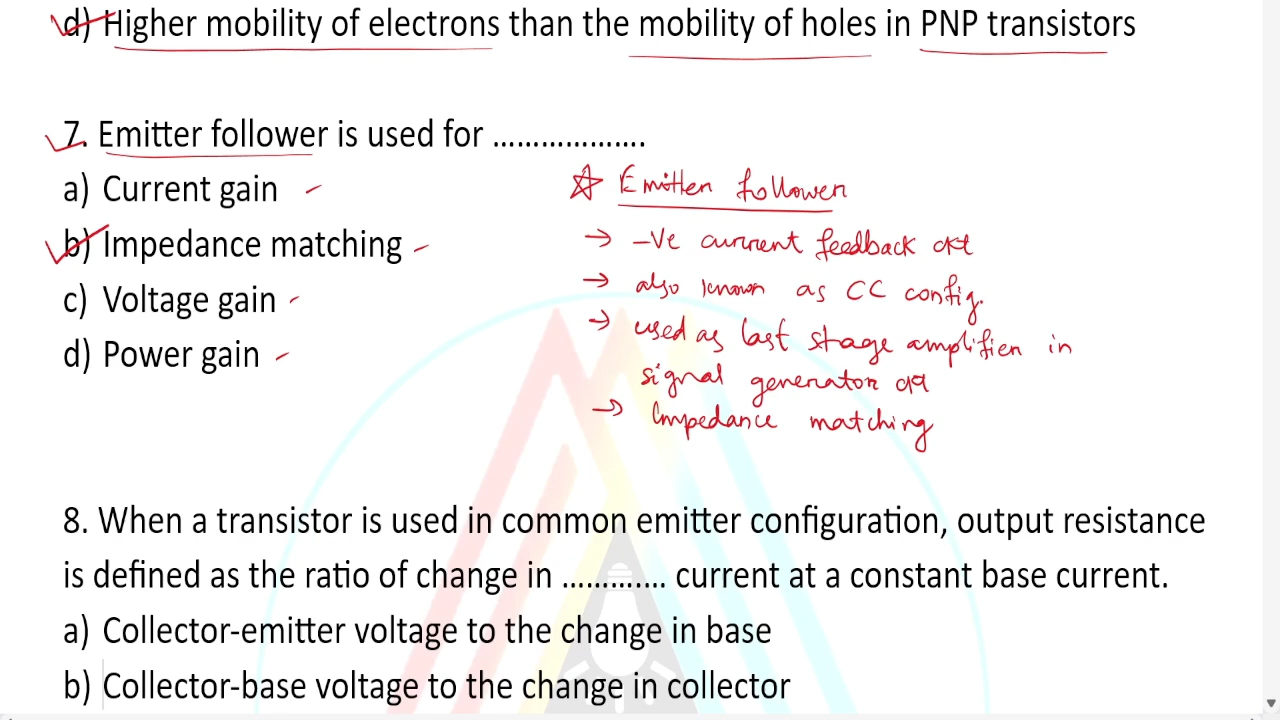 d) Higher mobility of electrons than the mobility of holes in PNP transistors
7. Emitter follower is used for ……………….
a) Current gain
b) Impedance matching
c) Voltage gain
d) Power gain
☆ Emitter follower
→ -ve current feedback ckt
→ also known as CC config.
→ used as last stage amplifier in
signal generator ckt
→ Impedance matching
8. When a transistor is used in common emitter configuration, output resistance
is defined as the ratio of change in …………. current at a constant base current.
a) Collector-emitter voltage to the change in base
b) Collector-base voltage to the change in collector